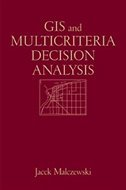 GIS and
MULTICRITERIA
DECISION
ANALYSIS
Jacek Malczewski